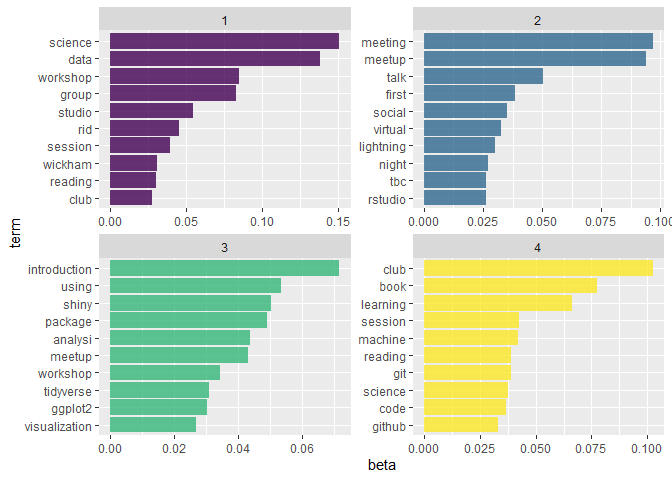 1
science
data
workshop
group
studio
rid
session
wickham
reading
club
0.00 0.05 0.10 0.15
2
meeting
meetup
talk
first
social
virtual
lightning
night
tbc
rstudio
0.000 0.025 0.050 0.075 0.100
term
3
introduction
using
shiny
package
analysi
meetup
workshop
tidyverse
ggplot2
visualization
0.00 0.02 0.04 0.06
4
club
book
learning
session
machine
reading
git
science
code
github
0.000 0.025 0.050 0.075 0.100
beta